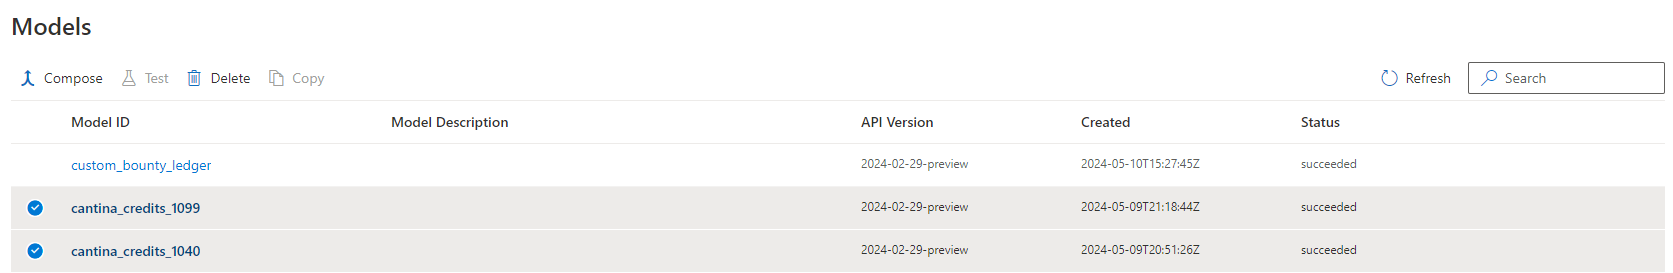 Models
Compose Test Delete Copy Refresh Search
Model ID Model Description API Version Created Status
custom_bounty_ledger 2024-02-29-preview 2024-05-10T15:27:45Z succeeded
cantina_credits_1099 2024-02-29-preview 2024-05-09T21:18:44Z succeeded
cantina_credits_1040 2024-02-29-preview 2024-05-09T20:51:26Z succeeded